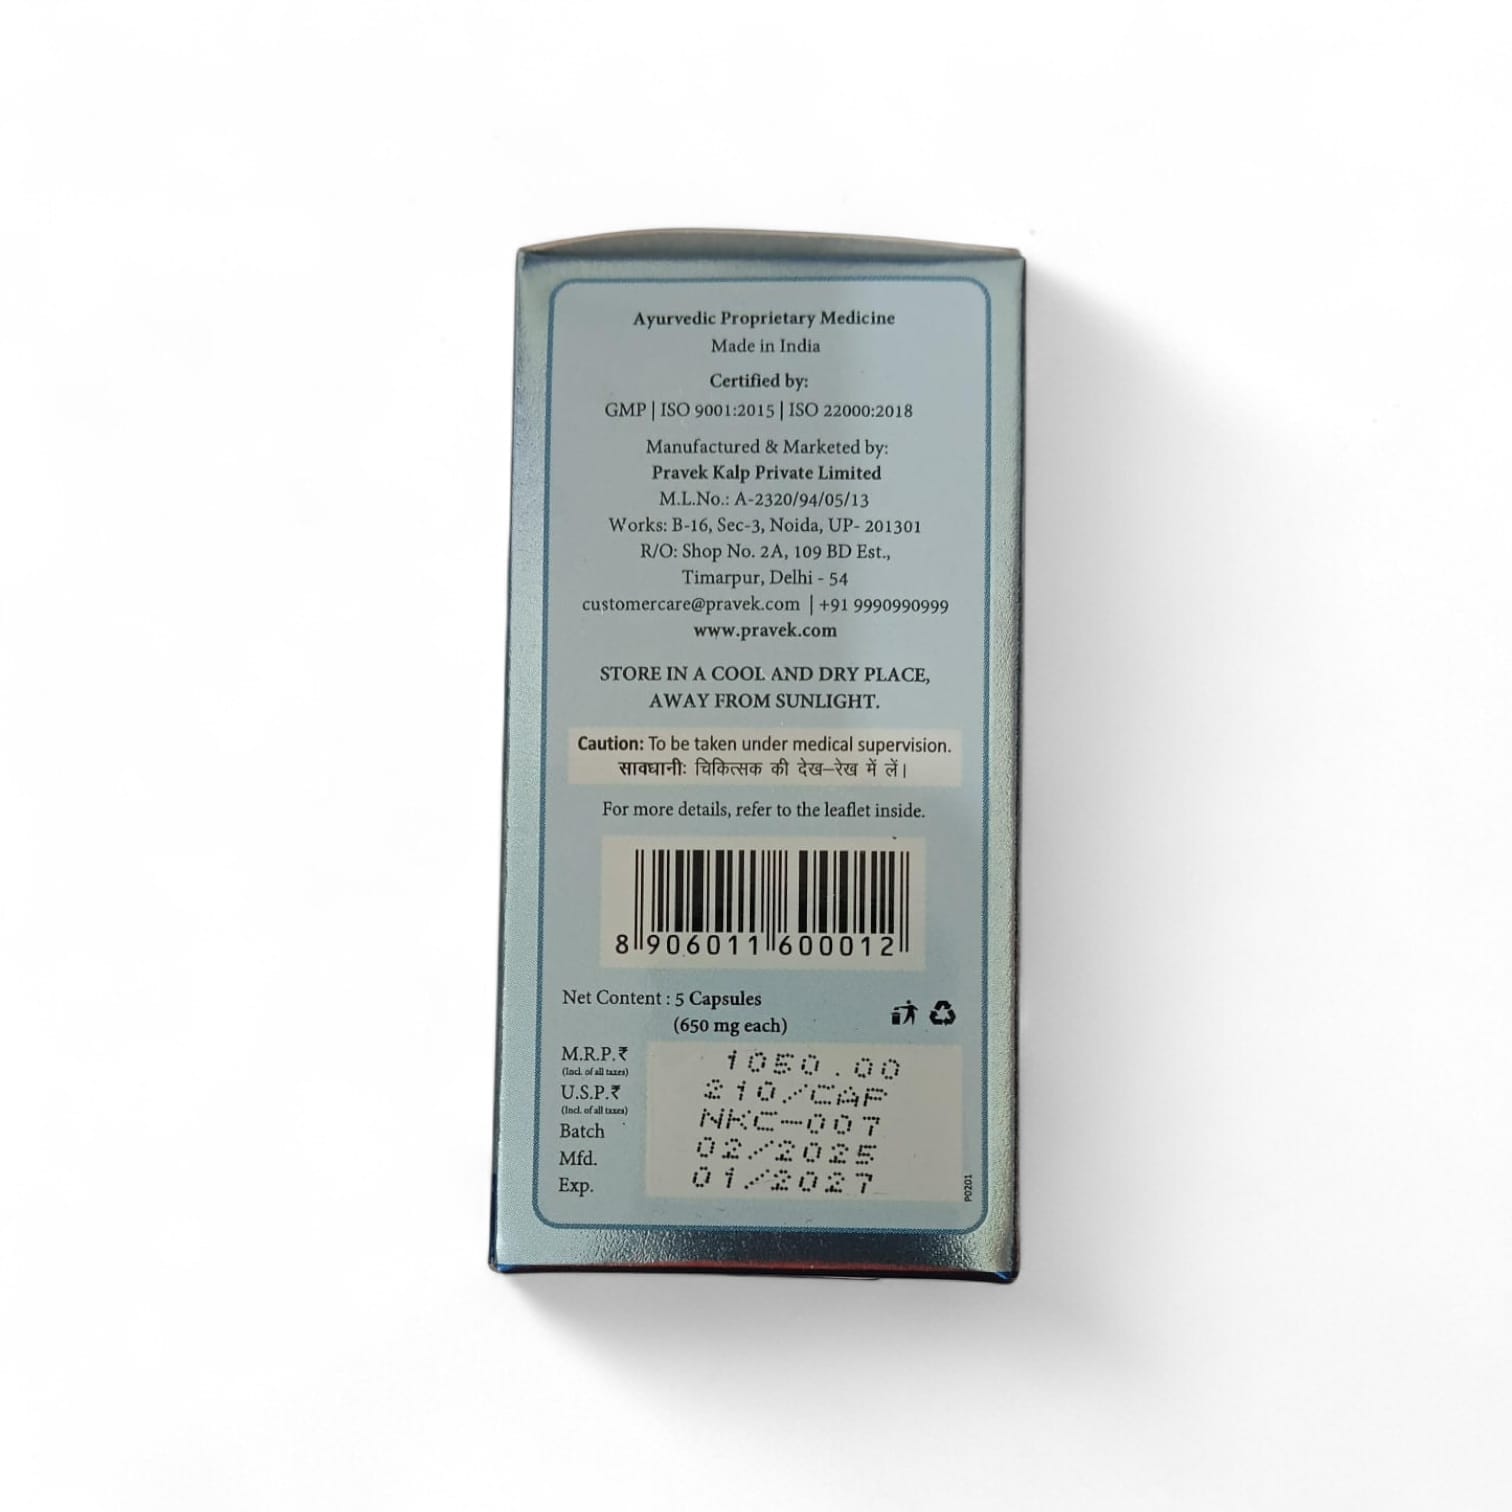 Ayurvedic Proprietary Medicine
Made in India
Certified by:
GMP | ISO 9001:2015 | ISO 22000:2018
Manufactured & Marketed by:
Pravek Kalp Private Limited
M.L.No.: A-2320/94/05/13
Works: B-16, Sec-3, Noida, UP- 201301
R/O: Shop No. 2A, 109 BD Est.,
Timarpur, Delhi - 54
customercare@pravek.com | +91 9990990999
www.pravek.com
STORE IN A COOL AND DRY PLACE,
AWAY FROM SUNLIGHT.
Caution: To be taken under medical supervision.
सावधानी: चिकित्सक की देख–रेख में लें।
For more details, refer to the leaflet inside.
8 906011 600012
Net Content : 5 Capsules
(650 mg each)
M.R.P.₹ 1050.00
(Incl. of all taxes)
U.S.P.₹ 210/CAP
(Incl. of all taxes)
Batch NKC-007
Mfd. 02/2025
Exp. 01/2027
P0201